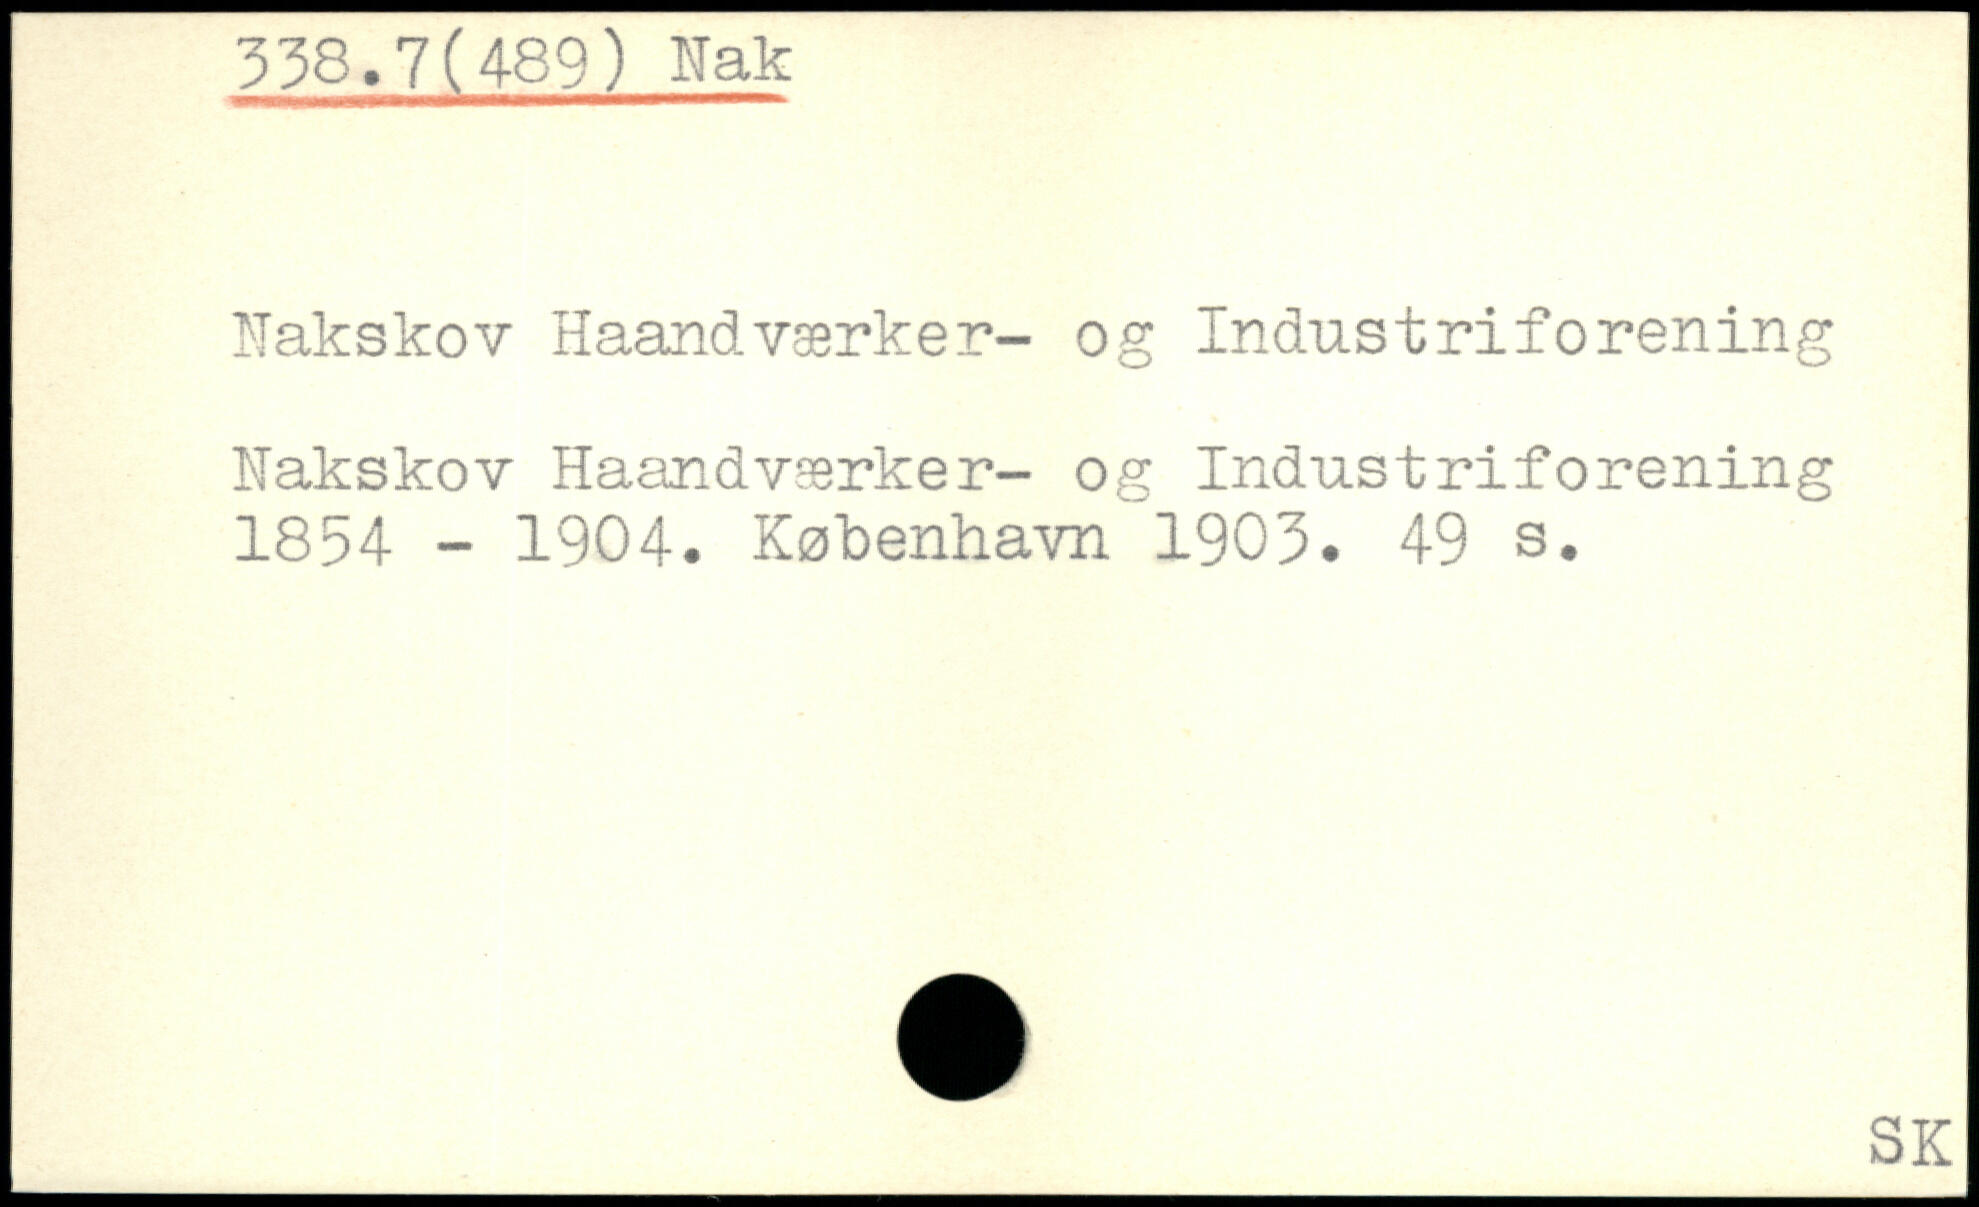 338.7(489) Nak
Nakskov Haandværker- og Industriforening
Nakskov Haandværker- og Industriforening
1854 - 1904. København 1903. 49 s.
SK